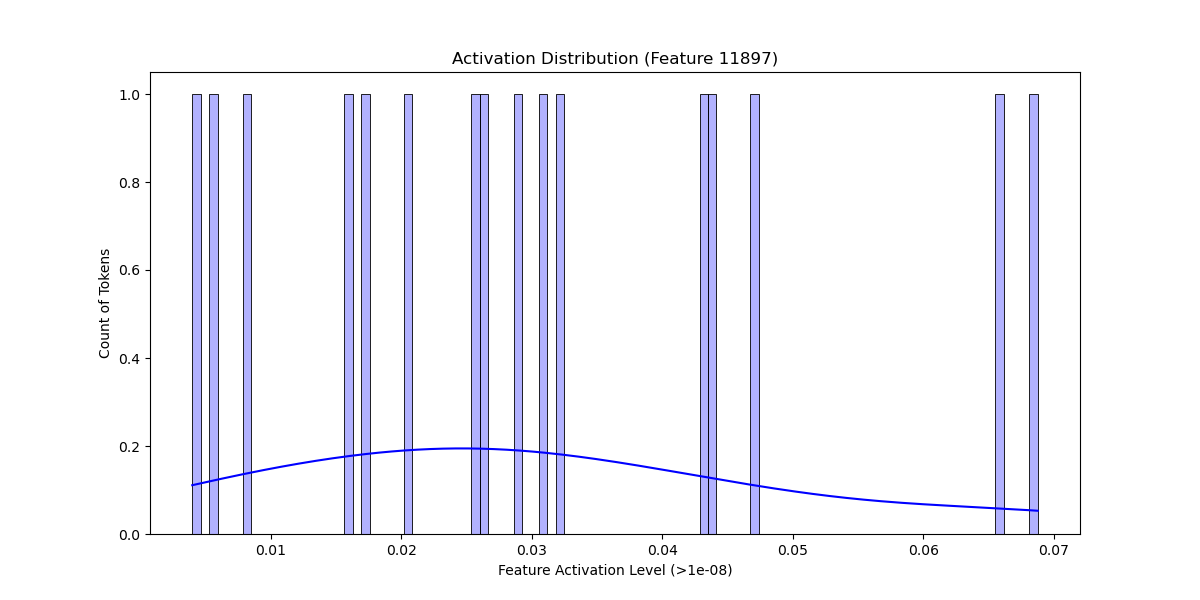 Activation Distribution (Feature 11897)
1.0
0.8
0.6
0.4
0.2
0.0
Count of Tokens
0.01 0.02 0.03 0.04 0.05 0.06 0.07
Feature Activation Level (>1e-08)